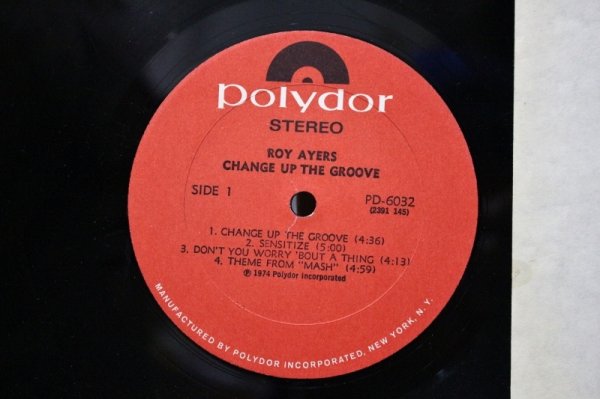 polydor
STEREO
ROY AYERS
CHANGE UP THE GROOVE
SIDE 1
PD-6032
(2391 145)
1. CHANGE UP THE GROOVE (4:36)
2. SENSITIZE (5:00)
3. DON'T YOU WORRY 'BOUT A THING (4:13)
4. THEME FROM "MASH" (4:59)
℗ 1974 Polydor Incorporated
MANUFACTURED BY POLYDOR INCORPORATED, NEW YORK, N. Y.